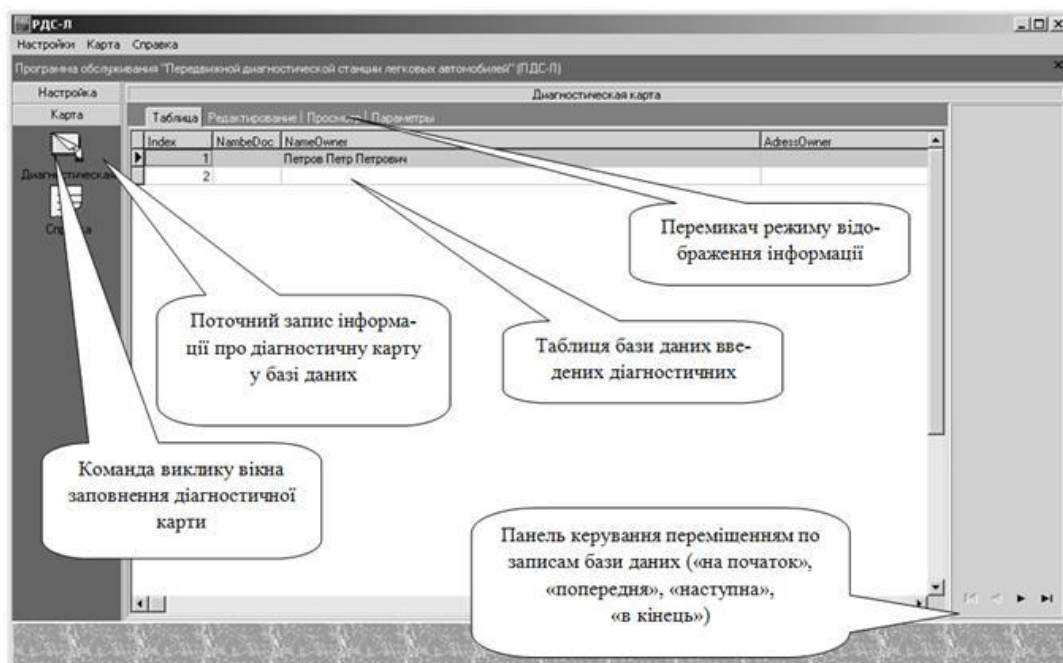 РДС-Л
Настройки Карта Справка
Программа обслуживания "Передвижной диагностической станции легковых автомобилей" (ПДС-Л)
Настройка
Диагностическая карта
Карта
Таблица Редактирование Просмотр Параметры
Index NambeDoc NameOwner AdressOwner
1 Петров Петр Петрович
2
Диагностическая
Перемикач режиму відо-
браження інформації
Поточний запис інформа-
ції про діагностичну карту
у базі даних
Таблиця бази даних вве-
дених діагностичних
Команда виклику вікна
заповнення діагностичної
карти
Панель керування переміщенням по
записам бази даних («на початок»,
«попередня», «наступна»,
«в кінець»)